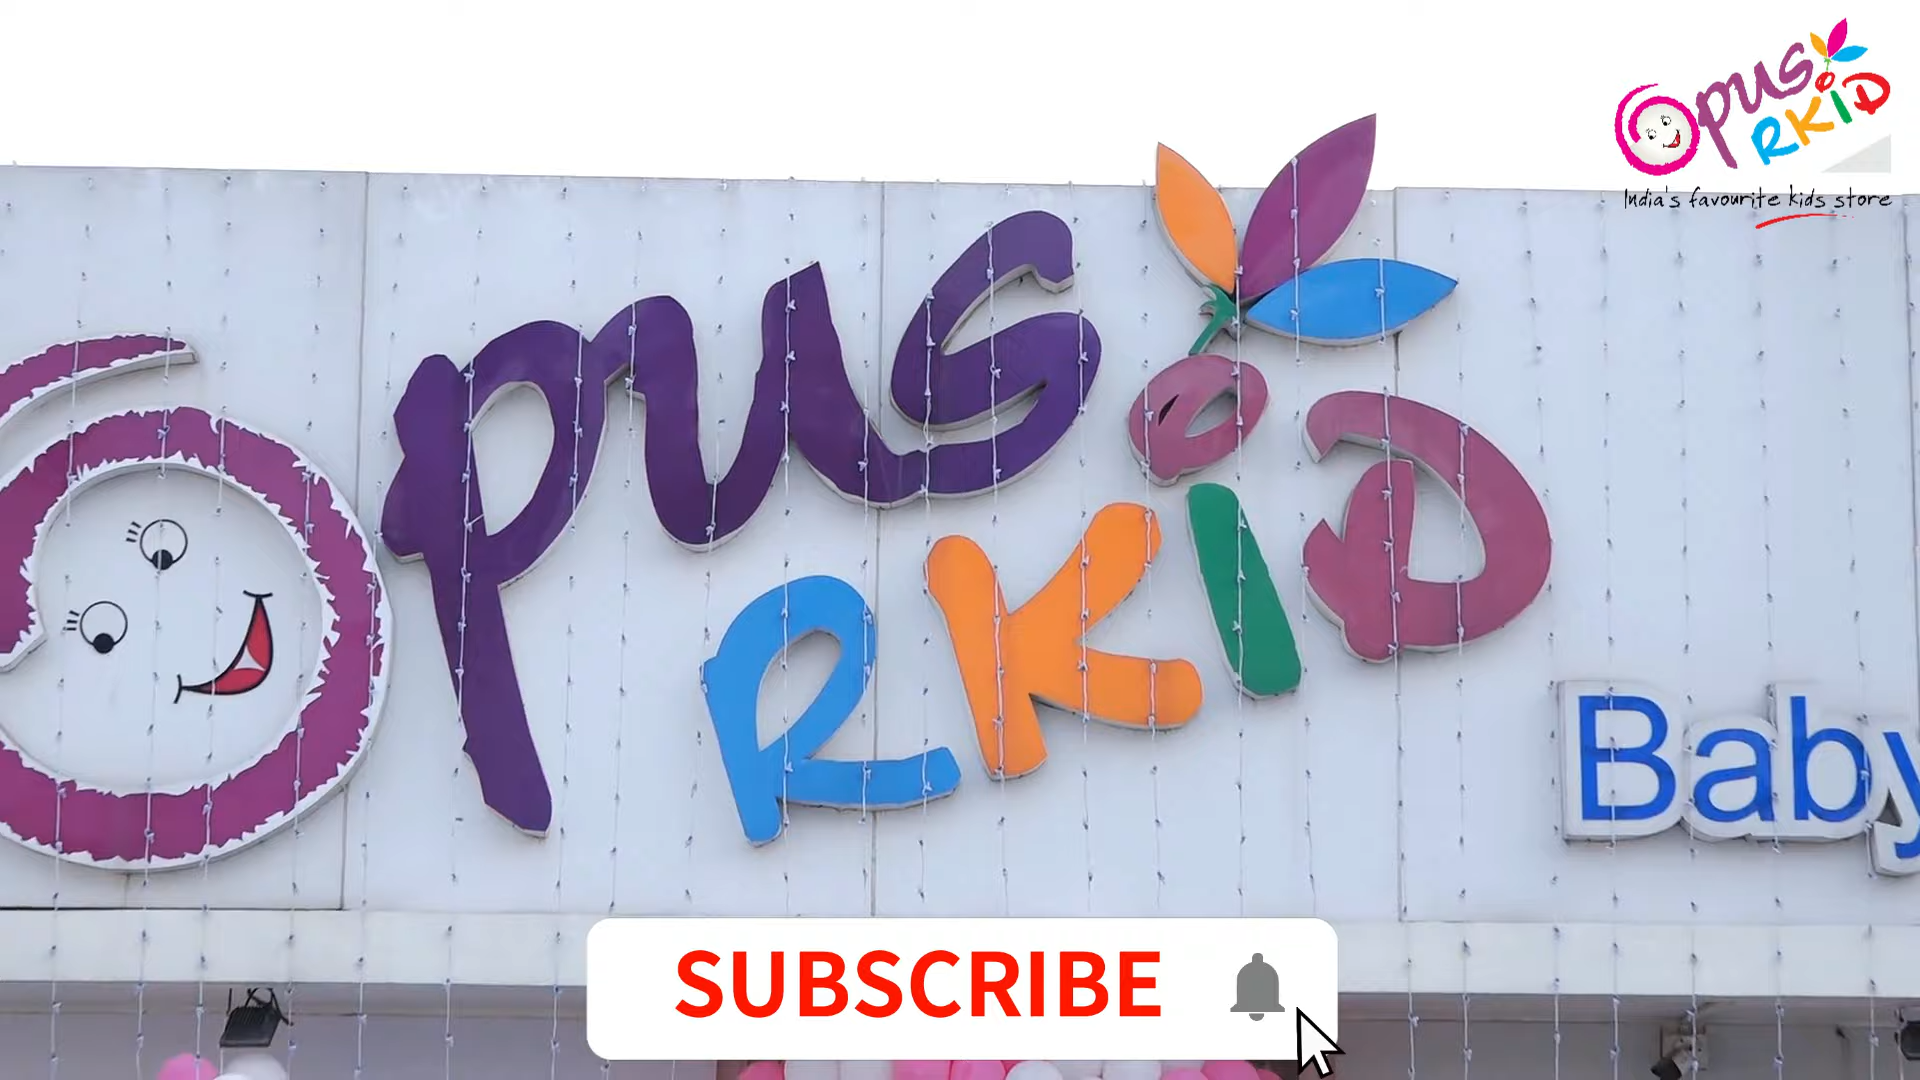 Opus
RKID
India's favourite kids store
Opus
RKID
Baby
SUBSCRIBE